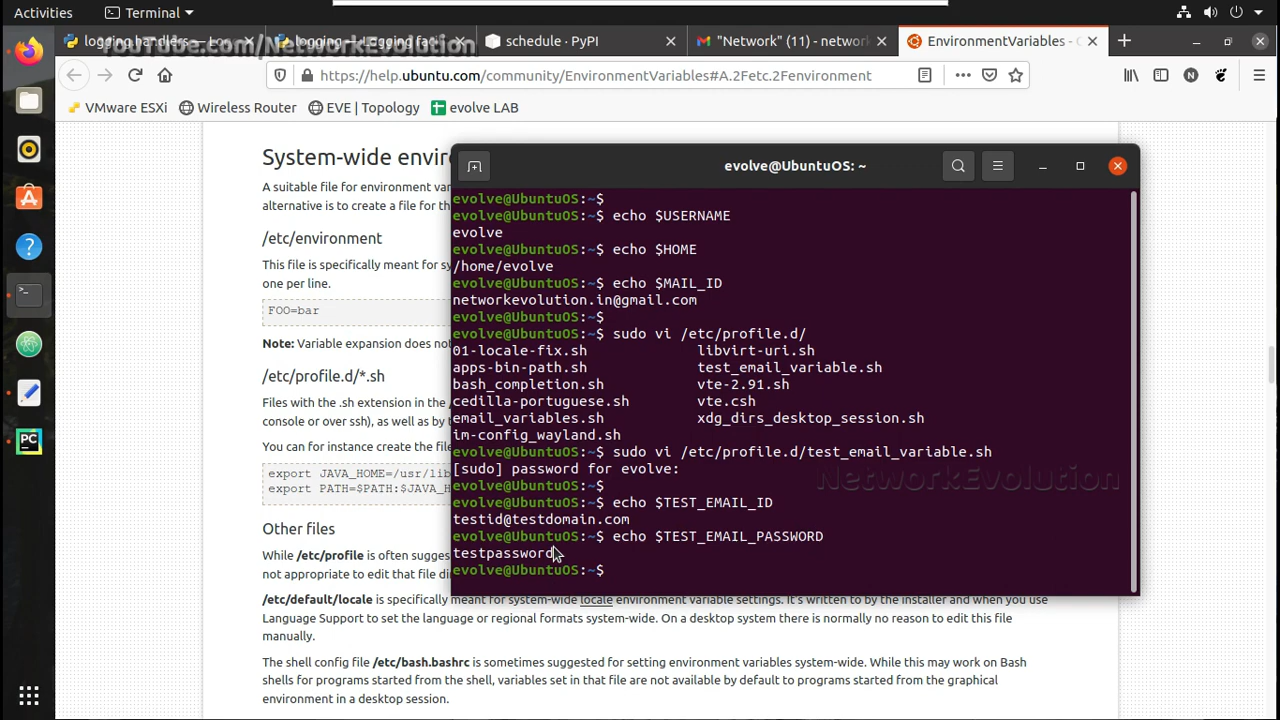 Activities
Terminal
logging.handlers — Lo
logging — Logging fac
schedule · PyPI
"Network" (11) - network
EnvironmentVariables - C
YouTube.com/NetworkEvolution
https://help.ubuntu.com/community/EnvironmentVariables#A.2Fetc.2Fenvironment
VMware ESXi
Wireless Router
EVE | Topology
evolve LAB
System-wide envir
A suitable file for environment var
alternative is to create a file for th
/etc/environment
This file is specifically meant for sy
one per line.
FOO=bar
Note: Variable expansion does no
/etc/profile.d/*.sh
Files with the .sh extension in the /
console or over ssh), as well as by t
You can for instance create the file
export JAVA_HOME=/usr/lib
export PATH=$PATH:$JAVA_H
Other files
While /etc/profile is often sugges
not appropriate to edit that file di
/etc/default/locale is specifically meant for system-wide locale environment variable settings. It's written to by the installer and when you use
Language Support to set the language or regional formats system-wide. On a desktop system there is normally no reason to edit this file
manually.
The shell config file /etc/bash.bashrc is sometimes suggested for setting environment variables system-wide. While this may work on Bash
shells for programs started from the shell, variables set in that file are not available by default to programs started from the graphical
environment in a desktop session.
evolve@UbuntuOS: ~
evolve@UbuntuOS:~$
evolve@UbuntuOS:~$ echo $USERNAME
evolve
evolve@UbuntuOS:~$ echo $HOME
/home/evolve
evolve@UbuntuOS:~$ echo $MAIL_ID
networkevolution.in@gmail.com
evolve@UbuntuOS:~$
evolve@UbuntuOS:~$ sudo vi /etc/profile.d/
01-locale-fix.sh libvirt-uri.sh
apps-bin-path.sh test_email_variable.sh
bash_completion.sh vte-2.91.sh
cedilla-portuguese.sh vte.csh
email_variables.sh xdg_dirs_desktop_session.sh
im-config_wayland.sh
evolve@UbuntuOS:~$ sudo vi /etc/profile.d/test_email_variable.sh
[sudo] password for evolve:
evolve@UbuntuOS:~$
evolve@UbuntuOS:~$ echo $TEST_EMAIL_ID
testid@testdomain.com
evolve@UbuntuOS:~$ echo $TEST_EMAIL_PASSWORD
testpassword
evolve@UbuntuOS:~$
NetworkEvolution
N
PC